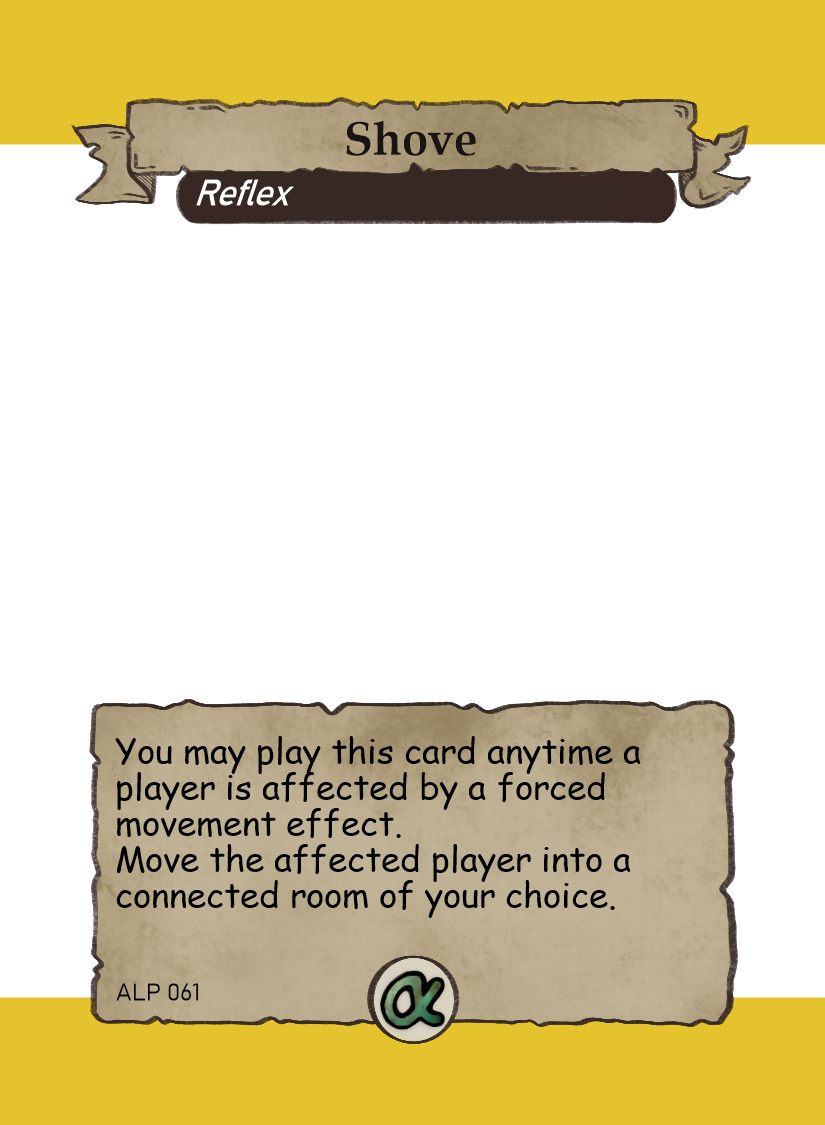 Shove
Reflex
You may play this card anytime a
player is affected by a forced
movement effect.
Move the affected player into a
connected room of your choice.
ALP 061
α